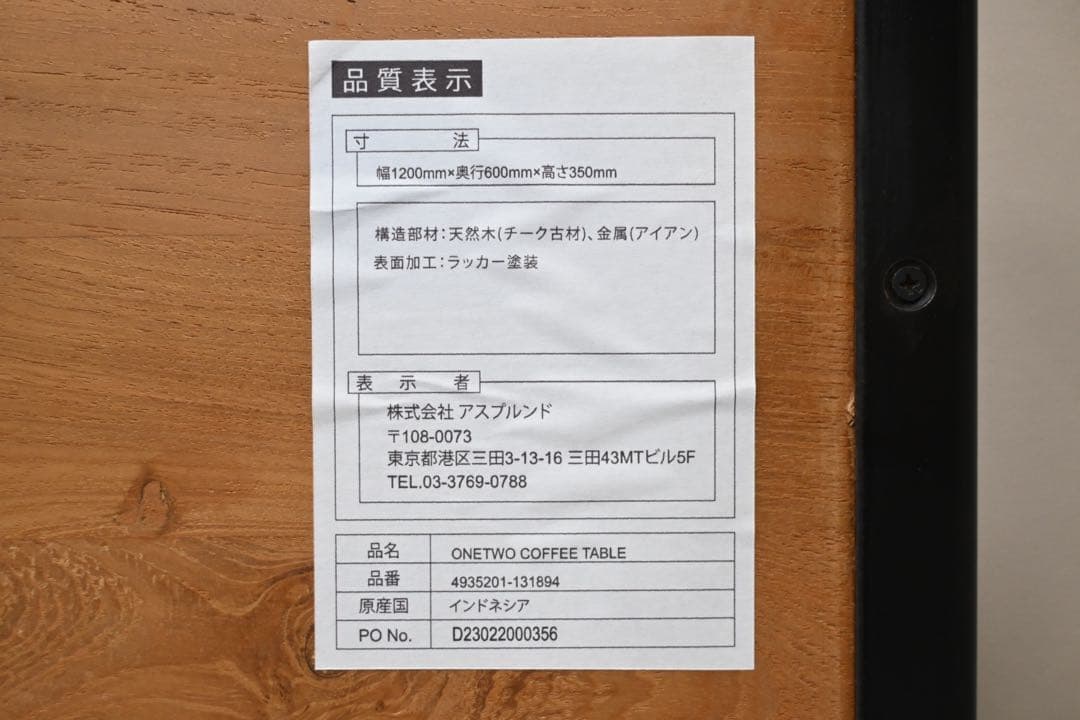 品質表示
寸法
幅1200mm×奥行600mm×高さ350mm
構造部材：天然木(チーク古材)、金属(アイアン)
表面加工：ラッカー塗装
表示者
株式会社 アスプルンド
〒108-0073
東京都港区三田3-13-16 三田43MTビル5F
TEL.03-3769-0788
品名 ONETWO COFFEE TABLE
品番 4935201-131894
原産国 インドネシア
PO No. D23022000356